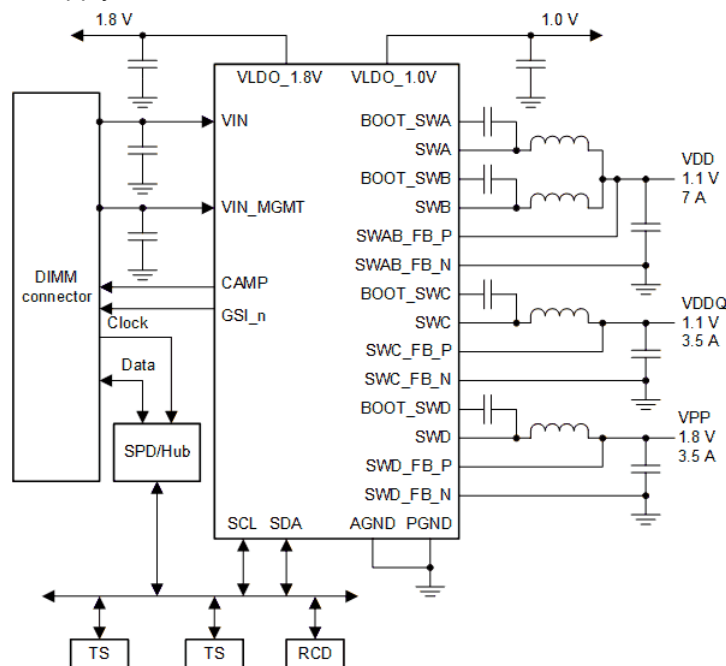 1.8 V
1.0 V
VLDO_1.8V
VLDO_1.0V
DIMM
connector
VIN
VIN_MGMT
CAMP
GSI_n
Clock
Data
SPD/Hub
BOOT_SWA
SWA
BOOT_SWB
SWB
SWAB_FB_P
SWAB_FB_N
BOOT_SWC
SWC
SWC_FB_P
SWC_FB_N
BOOT_SWD
SWD
SWD_FB_P
SWD_FB_N
VDD
1.1 V
7 A
VDDQ
1.1 V
3.5 A
VPP
1.8 V
3.5 A
SCL
SDA
AGND
PGND
TS
TS
RCD